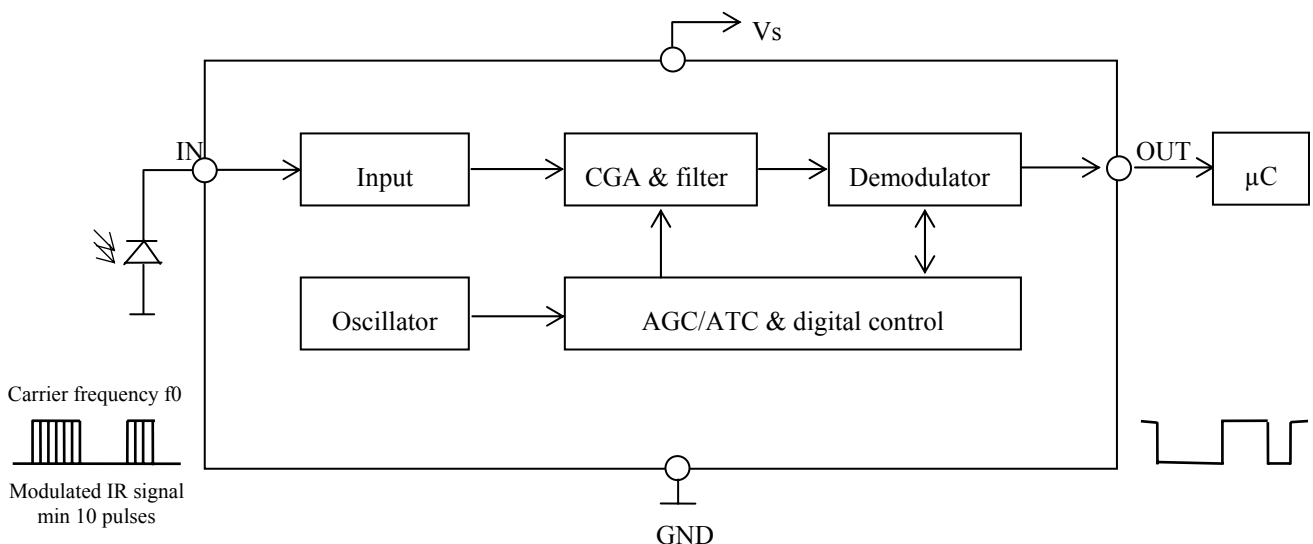 Vs
IN
OUT
Input
CGA & filter
Demodulator
µC
Oscillator
AGC/ATC & digital control
Carrier frequency f0
Modulated IR signal
min 10 pulses
GND